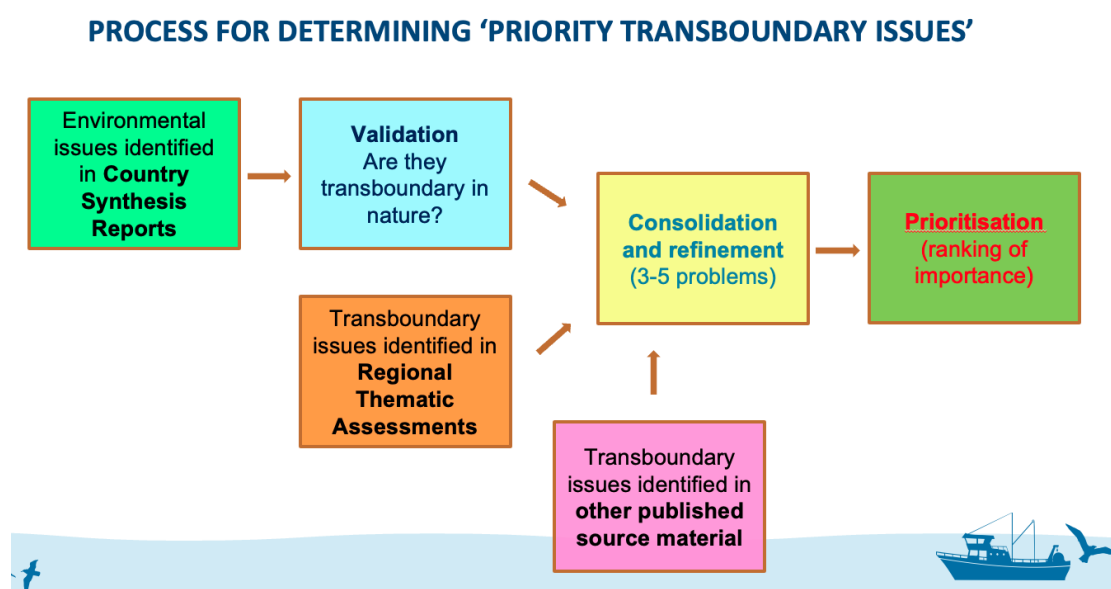 PROCESS FOR DETERMINING ‘PRIORITY TRANSBOUNDARY ISSUES’
Environmental
issues identified
in Country
Synthesis
Reports
Validation
Are they
transboundary in
nature?
Transboundary
issues identified in
Regional
Thematic
Assessments
Transboundary
issues identified in
other published
source material
Consolidation
and refinement
(3-5 problems)
Prioritisation
(ranking of
importance)